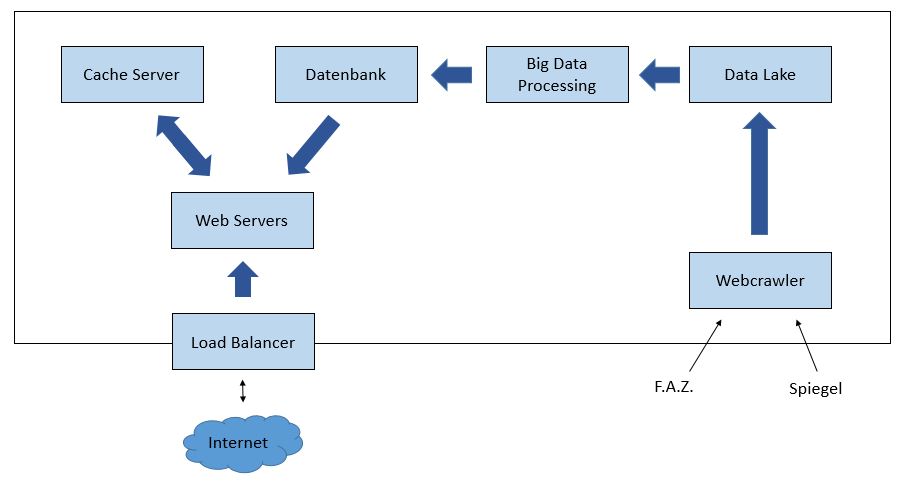 Cache Server
Datenbank
Big Data
Processing
Data Lake
Web Servers
Webcrawler
Load Balancer
F.A.Z.
Spiegel
Internet